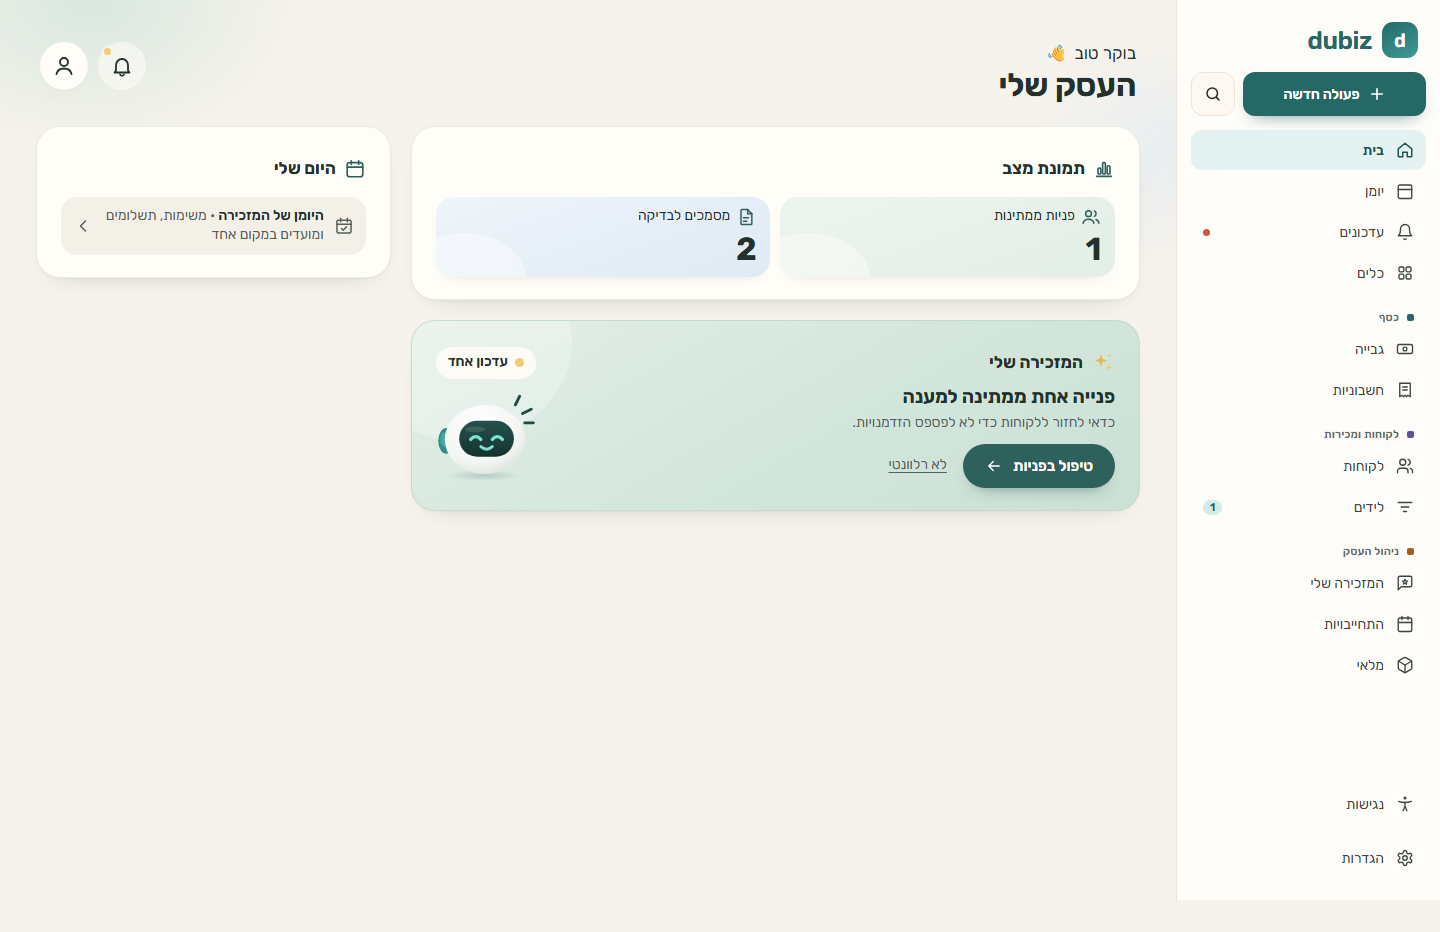 d dubiz
פעולה חדשה
בית
יומן
עדכונים
כלים
כסף
גבייה
חשבוניות
לקוחות ומכירות
לקוחות
לידים 1
ניהול העסק
המזכירה שלי
התחייבויות
מלאי
נגישות
הגדרות
בוקר טוב 👋
העסק שלי
תמונת מצב
פניות ממתינות
1
מסמכים לבדיקה
2
היום שלי
היומן של המזכירה • משימות, תשלומים
ומועדים במקום אחד
המזכירה שלי
עדכון אחד
פנייה אחת ממתינה למענה
כדאי לחזור ללקוחות כדי לא לפספס הזדמנויות.
טיפול בפניות
לא רלוונטי